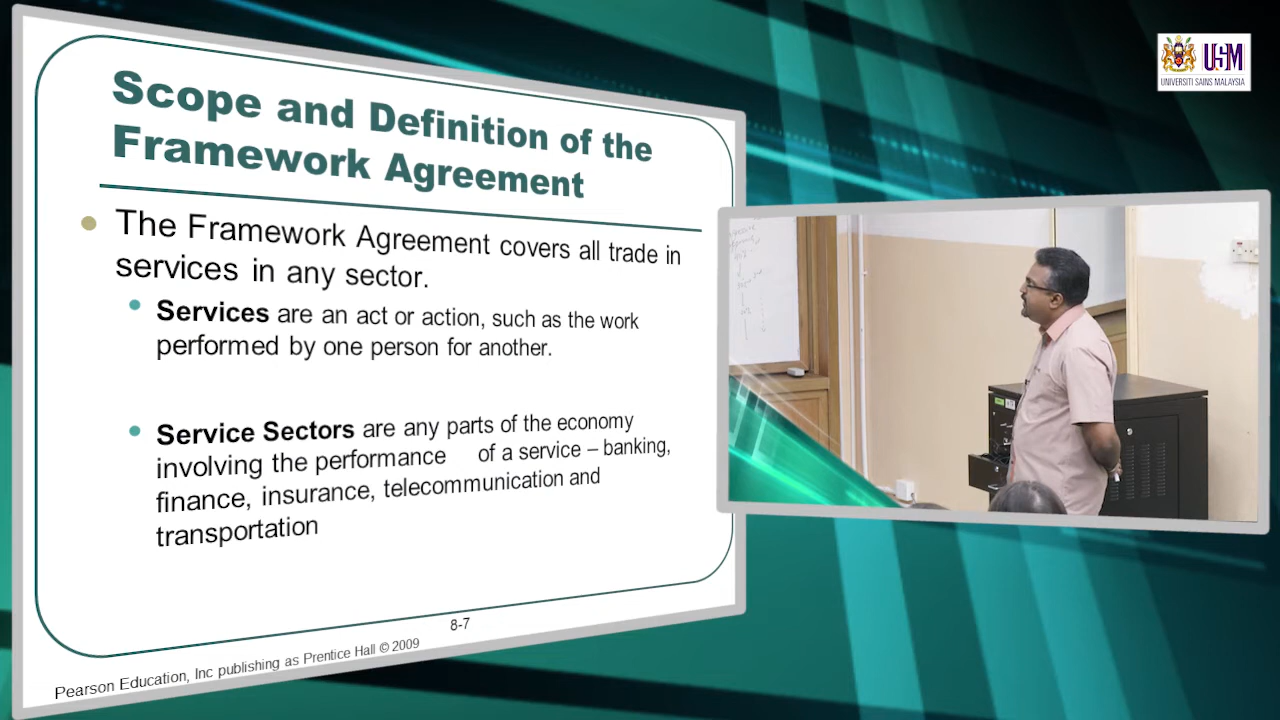 Scope and Definition of the
Framework Agreement
The Framework Agreement covers all trade in
services in any sector.
Services are an act or action, such as the work
performed by one person for another.
Service Sectors are any parts of the economy
involving the performance of a service – banking,
finance, insurance, telecommunication and
transportation
8-7
Pearson Education, Inc publishing as Prentice Hall © 2009
USM
UNIVERSITI SAINS MALAYSIA